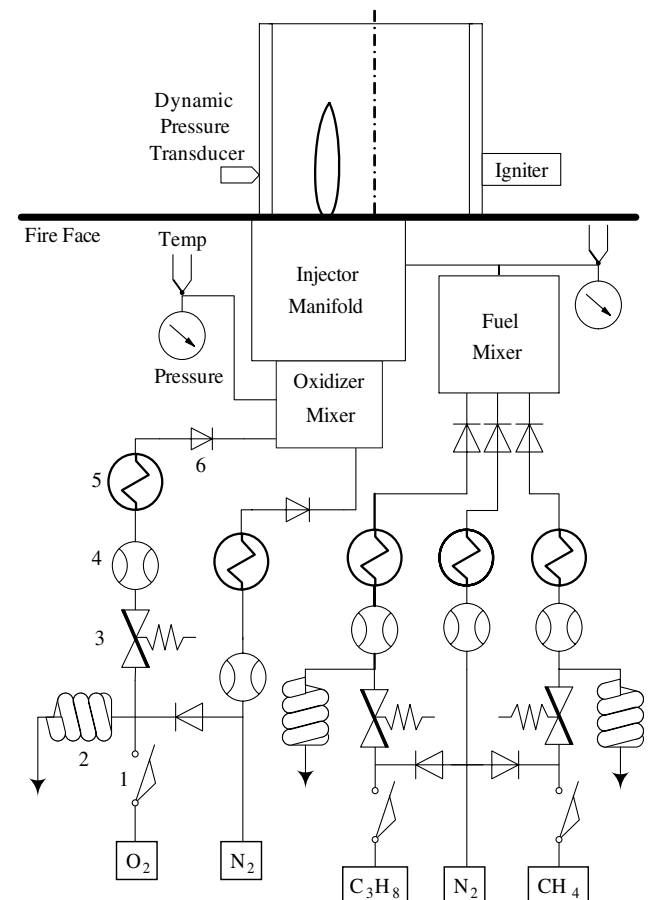 Dynamic
Pressure
Transducer
Igniter
Fire Face
Temp
Injector
Manifold
Fuel
Mixer
Pressure
Oxidizer
Mixer
5
6
4
3
2
1
O2
N2
C3H8
N2
CH4